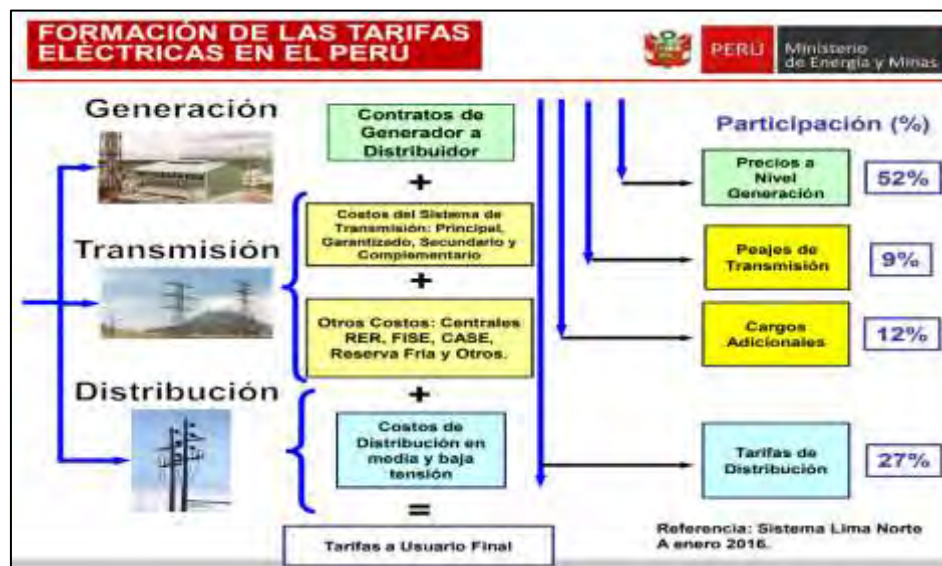 FORMACIÓN DE LAS TARIFAS
ELÉCTRICAS EN EL PERÚ
PERÚ
Ministerio
de Energía y Minas
Generación
Contratos de
Generador a
Distribuidor
+
Transmisión
Costos del Sistema de
Transmisión: Principal,
Garantizado, Secundario y
Complementario
+
Otros Costos: Centrales
RER, FISE, CASE,
Reserva Fria y Otros.
+
Distribución
Costos de
Distribución en
media y baja
tensión
=
Tarifas a Usuario Final
Participación (%)
Precios a
Nivel
Generación
52%
Peajes de
Transmisión
9%
Cargos
Adicionales
12%
Tarifas de
Distribución
27%
Referencia: Sistema Lima Norte
A enero 2016.